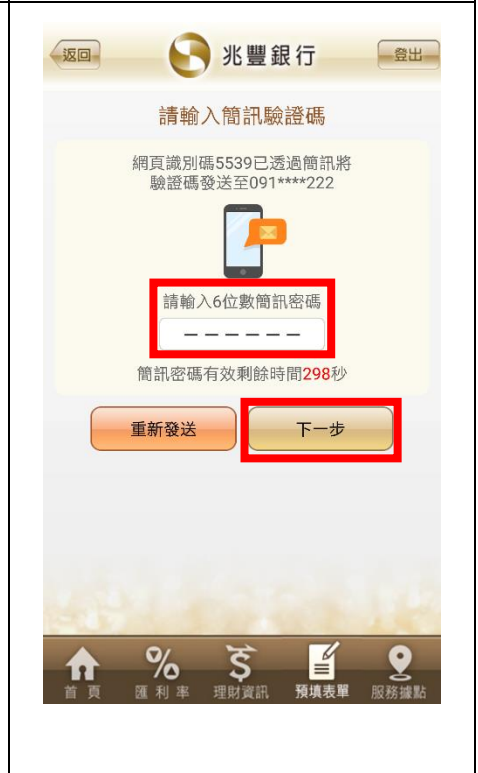 返回
兆豐銀行
登出
請輸入簡訊驗證碼
網頁識別碼5539已透過簡訊將
驗證碼發送至091****222
請輸入6位數簡訊密碼
– – – – – –
簡訊密碼有效剩餘時間298秒
重新發送
下一步
首 頁
匯 利 率
理財資訊
預填表單
服務據點